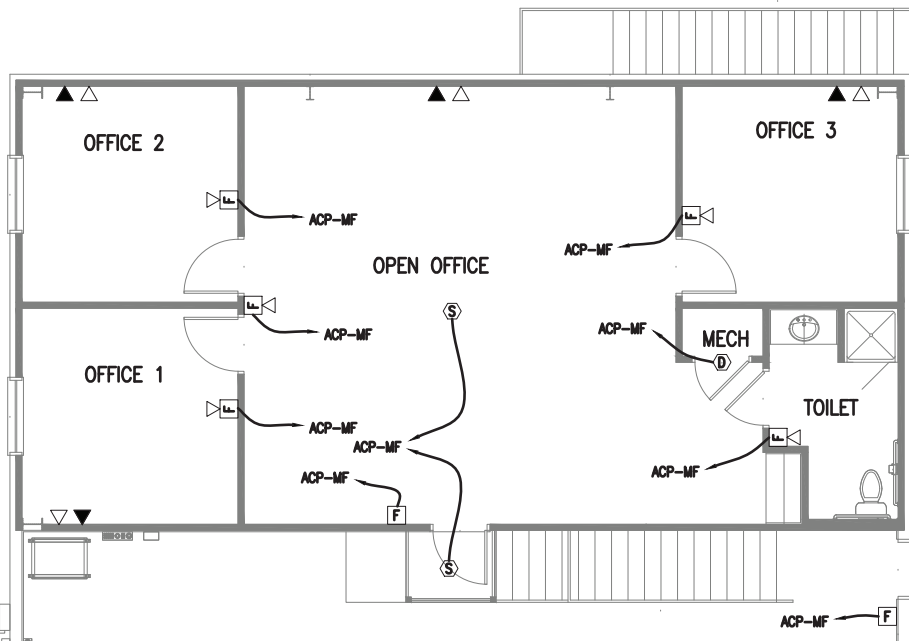 OFFICE 2
OFFICE 3
F
ACP-MF
F
ACP-MF
OPEN OFFICE
F
ACP-MF
S
ACP-MF
MECH
D
OFFICE 1
F
ACP-MF
TOILET
ACP-MF
F
ACP-MF
ACP-MF
F
S
ACP-MF
F